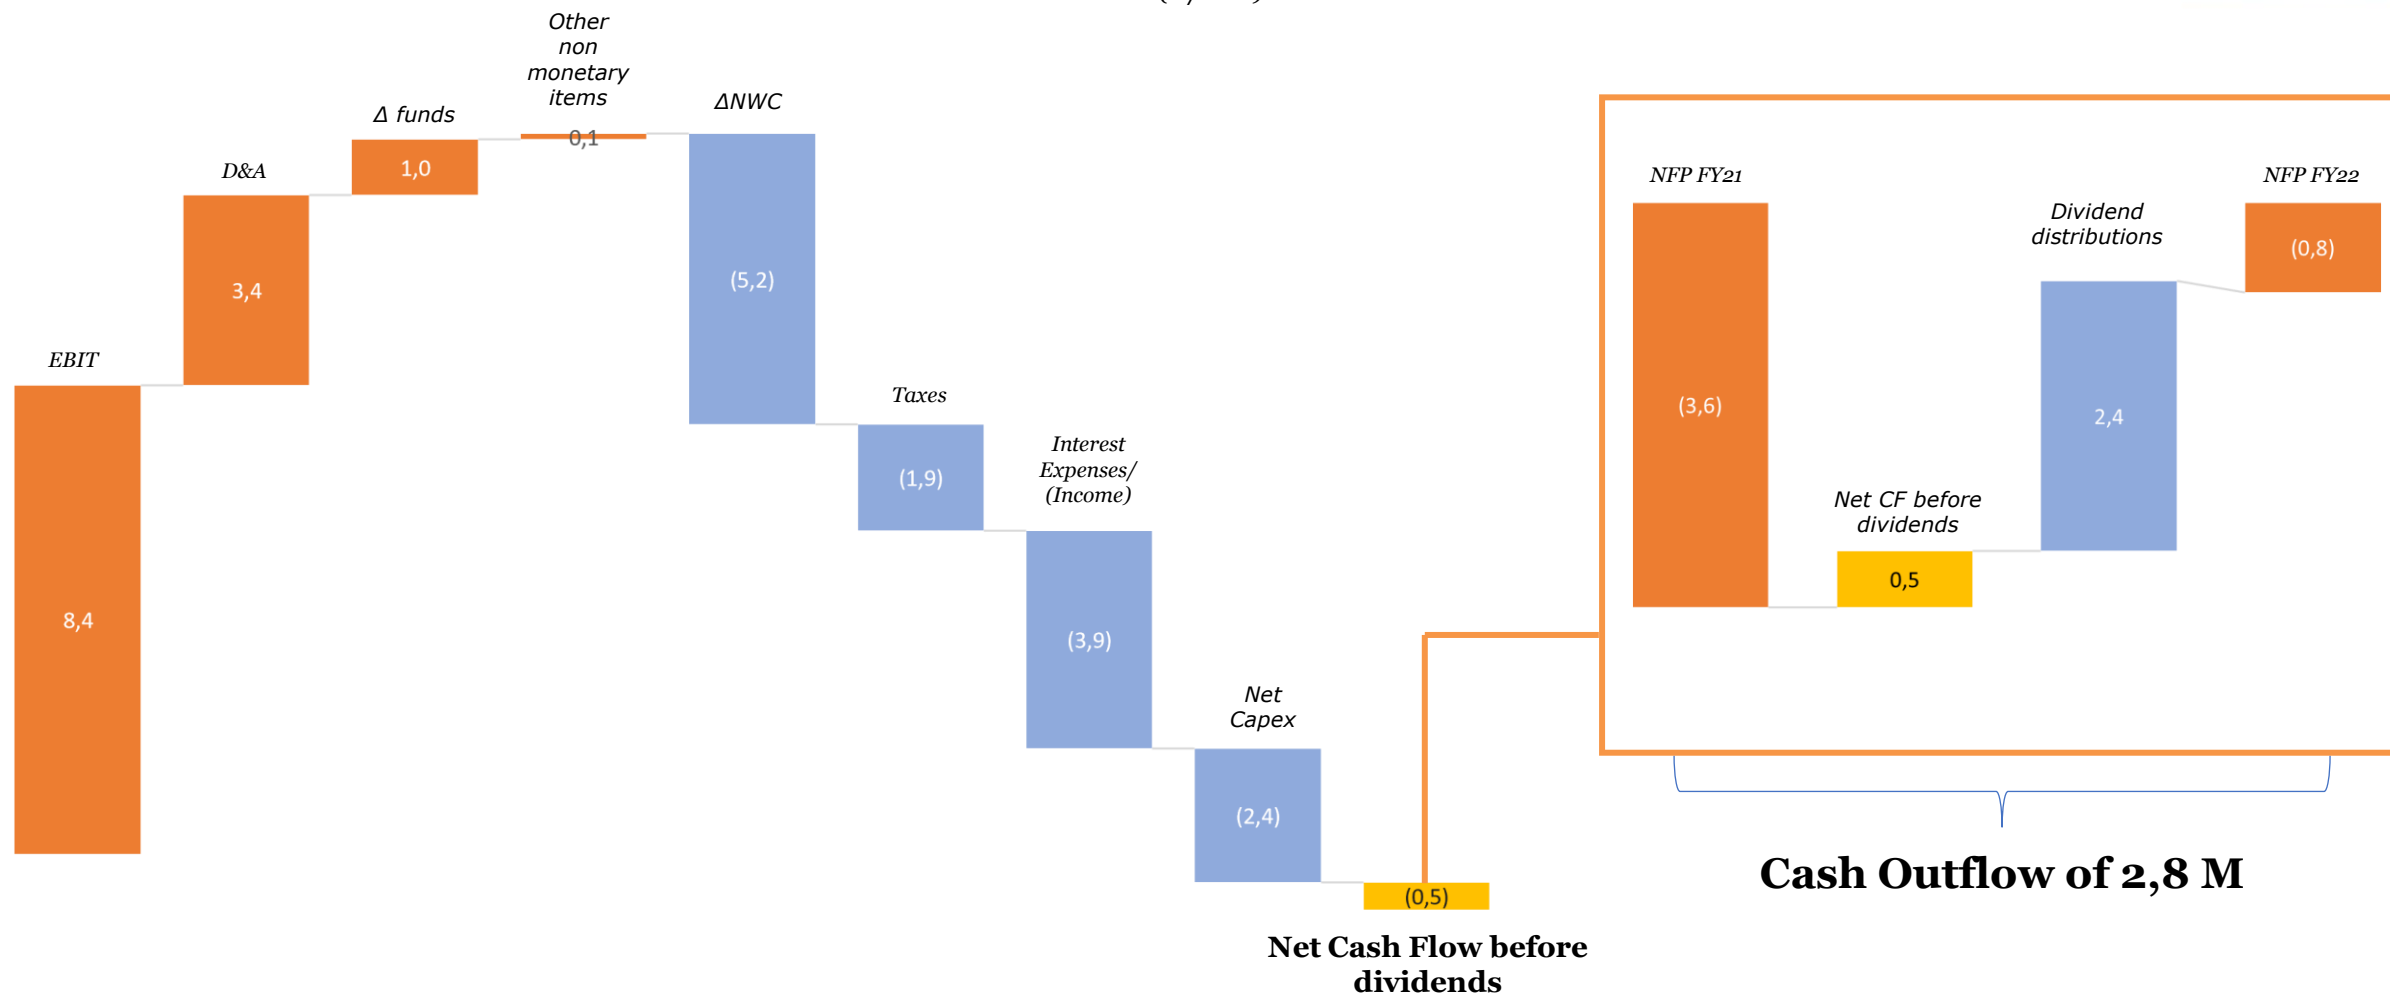 Other
non
monetary
items
Δ funds
ΔNWC
0,1
D&A
1,0
3,4
(5,2)
EBIT
8,4
Taxes
(1,9)
Interest
Expenses/
(Income)
(3,9)
Net
Capex
(2,4)
(0,5)
Net Cash Flow before
dividends
NFP FY21
(3,6)
Net CF before
dividends
0,5
Dividend
distributions
2,4
NFP FY22
(0,8)
Cash Outflow of 2,8 M